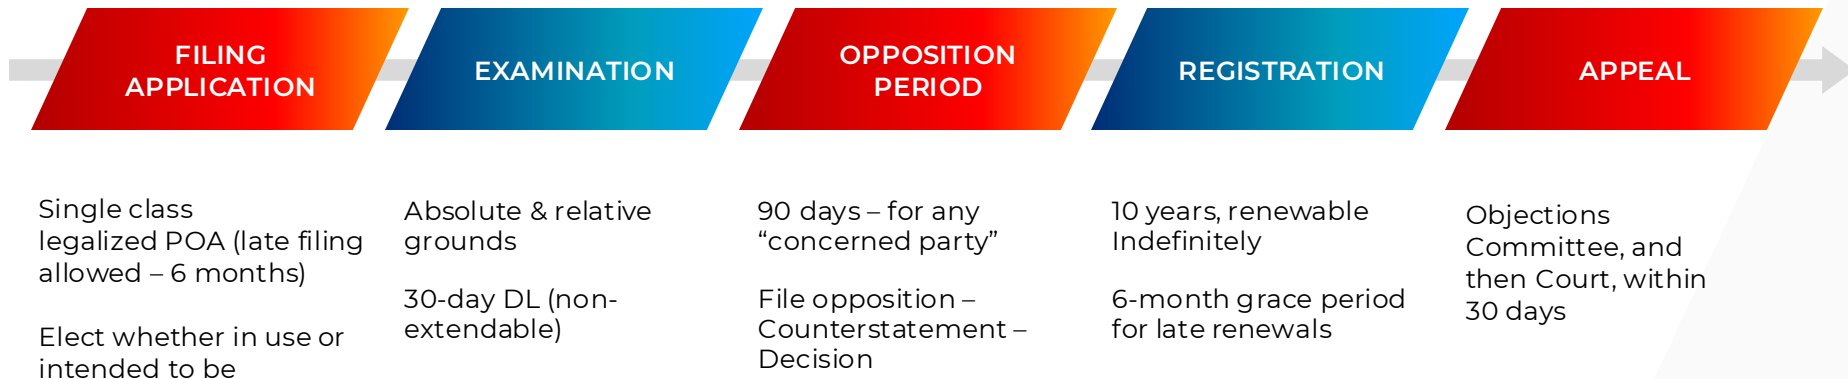 FILING
APPLICATION
EXAMINATION
OPPOSITION
PERIOD
REGISTRATION
APPEAL
Single class
legalized POA (late filing
allowed – 6 months)
Elect whether in use or
intended to be
Absolute & relative
grounds
30-day DL (non-
extendable)
90 days – for any
“concerned party”
File opposition –
Counterstatement –
Decision
10 years, renewable
Indefinitely
6-month grace period
for late renewals
Objections
Committee, and
then Court, within
30 days